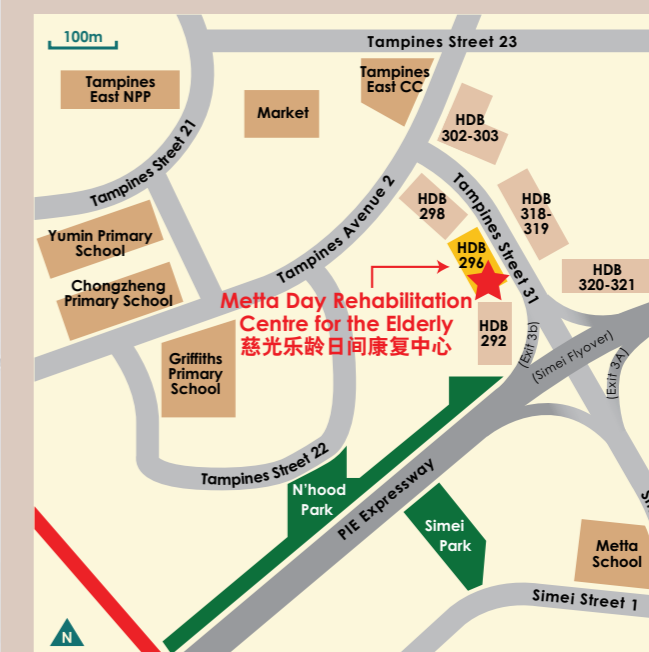 100m
Tampines Street 23
Tampines
East NPP
Market
Tampines
East CC
HDB
302-303
Tampines Street 21
Tampines Avenue 2
Tampines Street 31
HDB
298
HDB
318-
319
Yumin Primary
School
Chongzheng
Primary School
HDB
296
HDB
320-321
Metta Day Rehabilitation
Centre for the Elderly
慈光乐龄日间康复中心
HDB
292
(Exit 3b)
(Simei Flyover)
(Exit 3A)
Griffiths
Primary
School
Tampines Street 22
N'hood
Park
PIE Expressway
Simei
Park
Metta
School
Simei Street 1
N